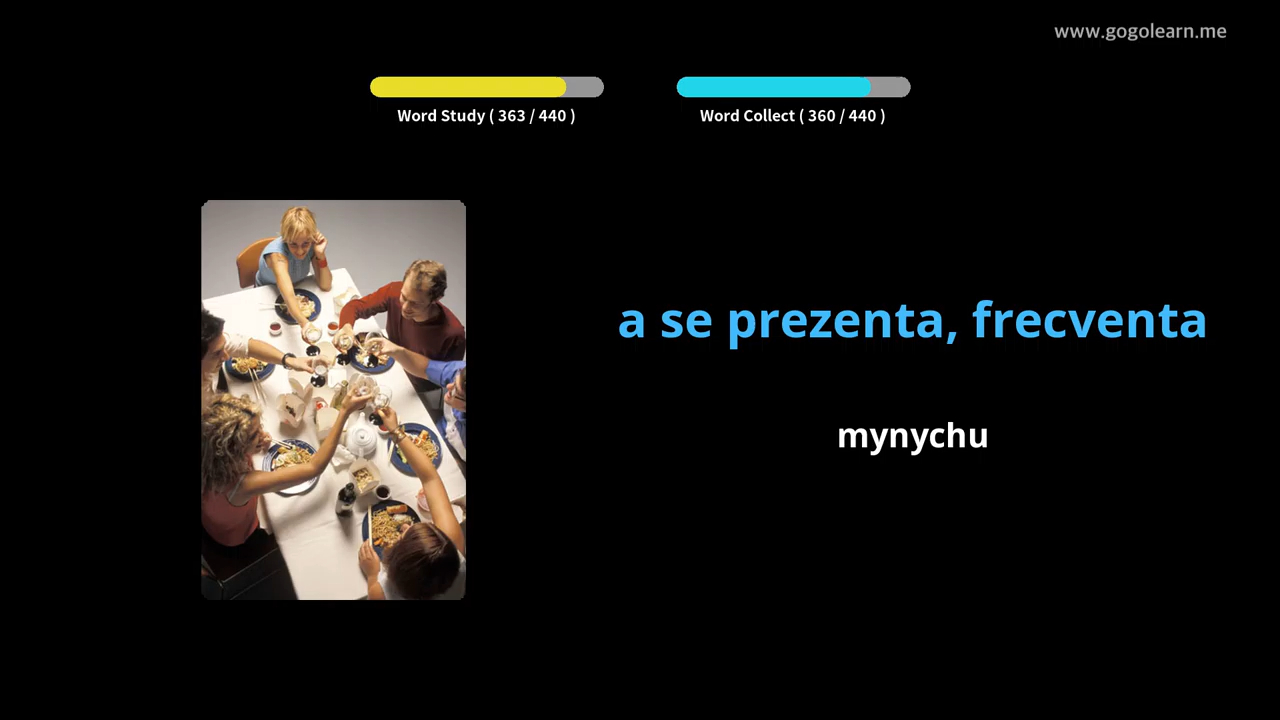 www.gogolearn.me
Word Study ( 363 / 440 )
Word Collect ( 360 / 440 )
a se prezenta, frecventa
mynychu